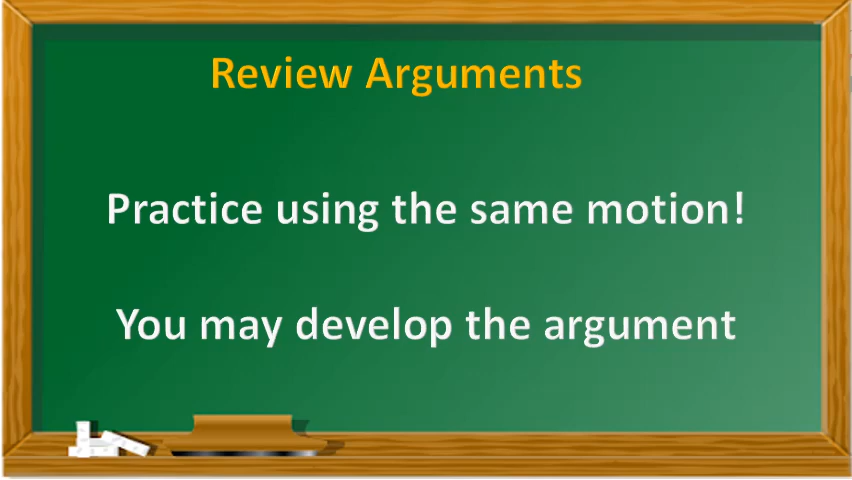 Review Arguments
Practice using the same motion!
You may develop the argument